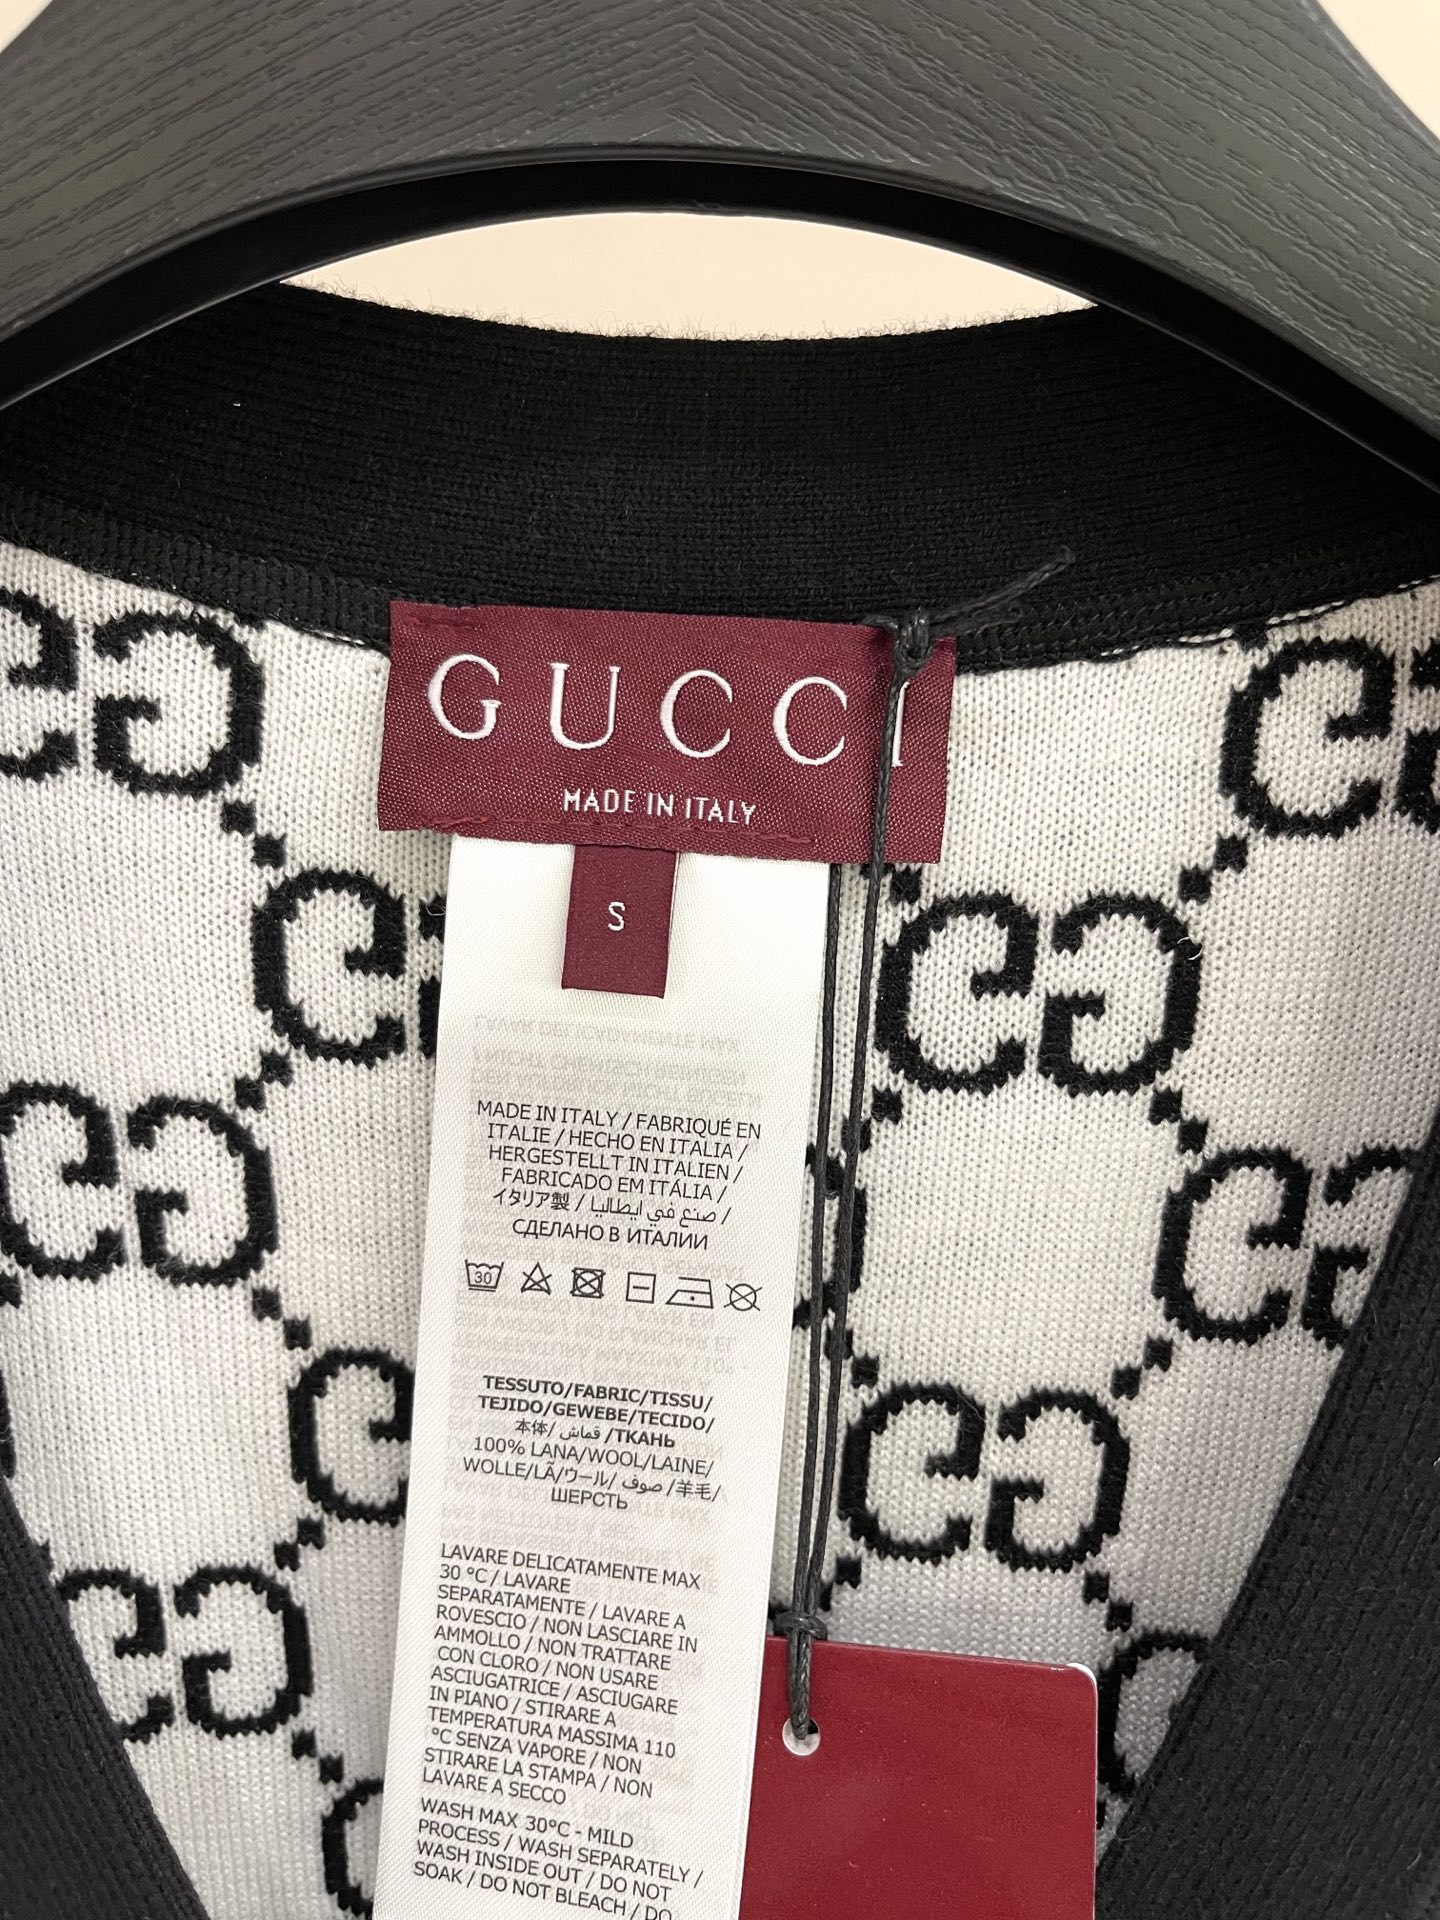 GUCCI
MADE IN ITALY
S
MADE IN ITALY / FABRIQUÉ EN
ITALIE / HECHO EN ITALIA /
HERGESTELLT IN ITALIEN /
FABRICADO EM ITÁLIA /
イタリア製 / صنع في ايطاليا /
СДЕЛАНО В ИТАЛИИ
30
TESSUTO/FABRIC/TISSU/
TEJIDO/GEWEBE/TECIDO/
本体/ قماش /ТКАНЬ
100% LANA/WOOL/LAINE/
WOLLE/LÃ/ウール/ صوف /羊毛/
ШЕРСТЬ
LAVARE DELICATAMENTE MAX
30 °C / LAVARE
SEPARATAMENTE / LAVARE A
ROVESCIO / NON LASCIARE IN
AMMOLLO / NON TRATTARE
CON CLORO / NON USARE
ASCIUGATRICE / ASCIUGARE
IN PIANO / STIRARE A
TEMPERATURA MASSIMA 110
°C SENZA VAPORE / NON
STIRARE LA STAMPA / NON
LAVARE A SECCO
WASH MAX 30°C - MILD
PROCESS / WASH SEPARATELY /
WASH INSIDE OUT / DO NOT
SOAK / DO NOT BLEACH / DO